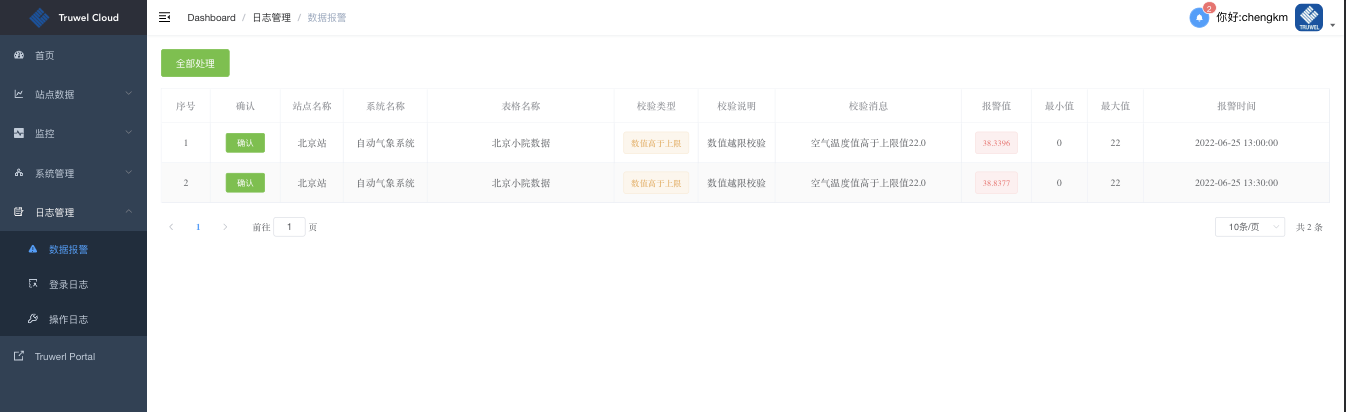 Truwel Cloud
Dashboard / 日志管理 / 数据报警
2
你好:chengkm
TRUWEL
首页
站点数据
监控
系统管理
日志管理
数据报警
登录日志
操作日志
Truwerl Portal
全部处理
序号 确认 站点名称 系统名称 表格名称 校验类型 校验说明 校验消息 报警值 最小值 最大值 报警时间
1 确认 北京站 自动气象系统 北京小院数据 数值高于上限 数值越限校验 空气温度值高于上限值22.0 38.3396 0 22 2022-06-25 13:00:00
2 确认 北京站 自动气象系统 北京小院数据 数值高于上限 数值越限校验 空气温度值高于上限值22.0 38.8377 0 22 2022-06-25 13:30:00
1 前往 1 页 10条/页 共 2 条